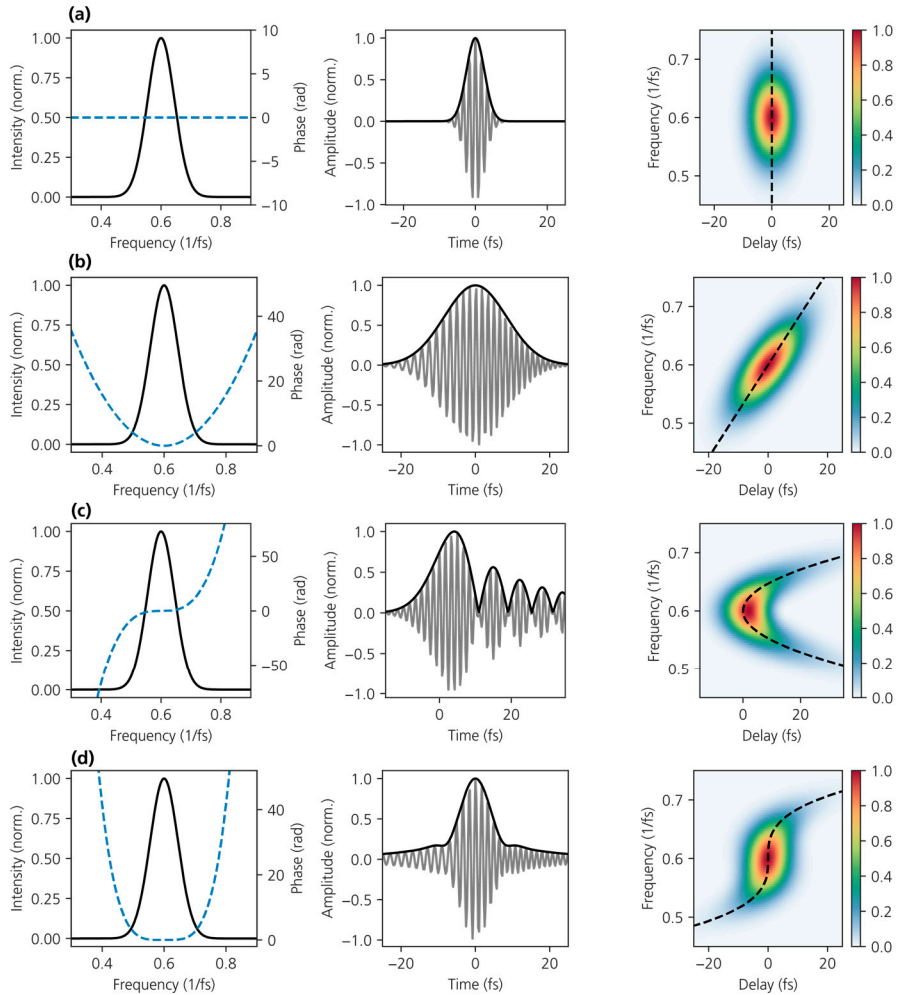 (a)
1.00
0.75
0.50
0.25
0.00
Intensity (norm.)
10
5
0
−5
−10
Phase (rad)
0.4 0.6 0.8
Frequency (1/fs)
1.0
0.5
0.0
−0.5
−1.0
Amplitude (norm.)
−20 0 20
Time (fs)
0.7
0.6
0.5
Frequency (1/fs)
0 20
Delay (fs)
1.0
0.8
0.6
0.4
0.2
0.0
(b)
1.00
0.75
0.50
0.25
0.00
Intensity (norm.)
40
20
0
Phase (rad)
0.4 0.6 0.8
Frequency (1/fs)
1.0
0.5
0.0
−0.5
−1.0
Amplitude (norm.)
−20 0 20
Time (fs)
0.7
0.6
0.5
Frequency (1/fs)
−20 0 20
Delay (fs)
1.0
0.8
0.6
0.4
0.2
0.0
(c)
1.00
0.75
0.50
0.25
0.00
Intensity (norm.)
50
0
−50
Phase (rad)
0.4 0.6 0.8
Frequency (1/fs)
1.0
0.5
0.0
−0.5
−1.0
Amplitude (norm.)
0 20
Time (fs)
0.7
0.6
0.5
Frequency (1/fs)
0 20
Delay (fs)
1.0
0.8
0.6
0.4
0.2
0.0
(d)
1.00
0.75
0.50
0.25
0.00
Intensity (norm.)
40
20
0
Phase (rad)
0.4 0.6 0.8
Frequency (1/fs)
1.0
0.5
0.0
−0.5
−1.0
Amplitude (norm.)
−20 0 20
Time (fs)
0.7
0.6
0.5
Frequency (1/fs)
−20 0 20
Delay (fs)
1.0
0.8
0.6
0.4
0.2
0.0